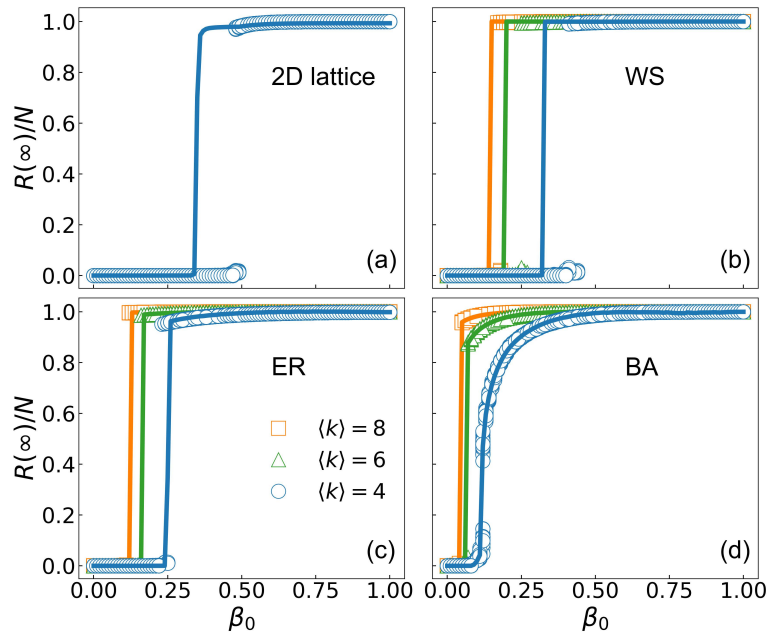 1.0
0.8
0.6
0.4
0.2
0.0
R(∞)/N
2D lattice
(a)
WS
(b)
1.0
0.8
0.6
0.4
0.2
0.0
R(∞)/N
ER
⟨k⟩ = 8
⟨k⟩ = 6
⟨k⟩ = 4
(c)
BA
(d)
0.00 0.25 0.50 0.75 1.00
0.00 0.25 0.50 0.75 1.00
β₀
β₀